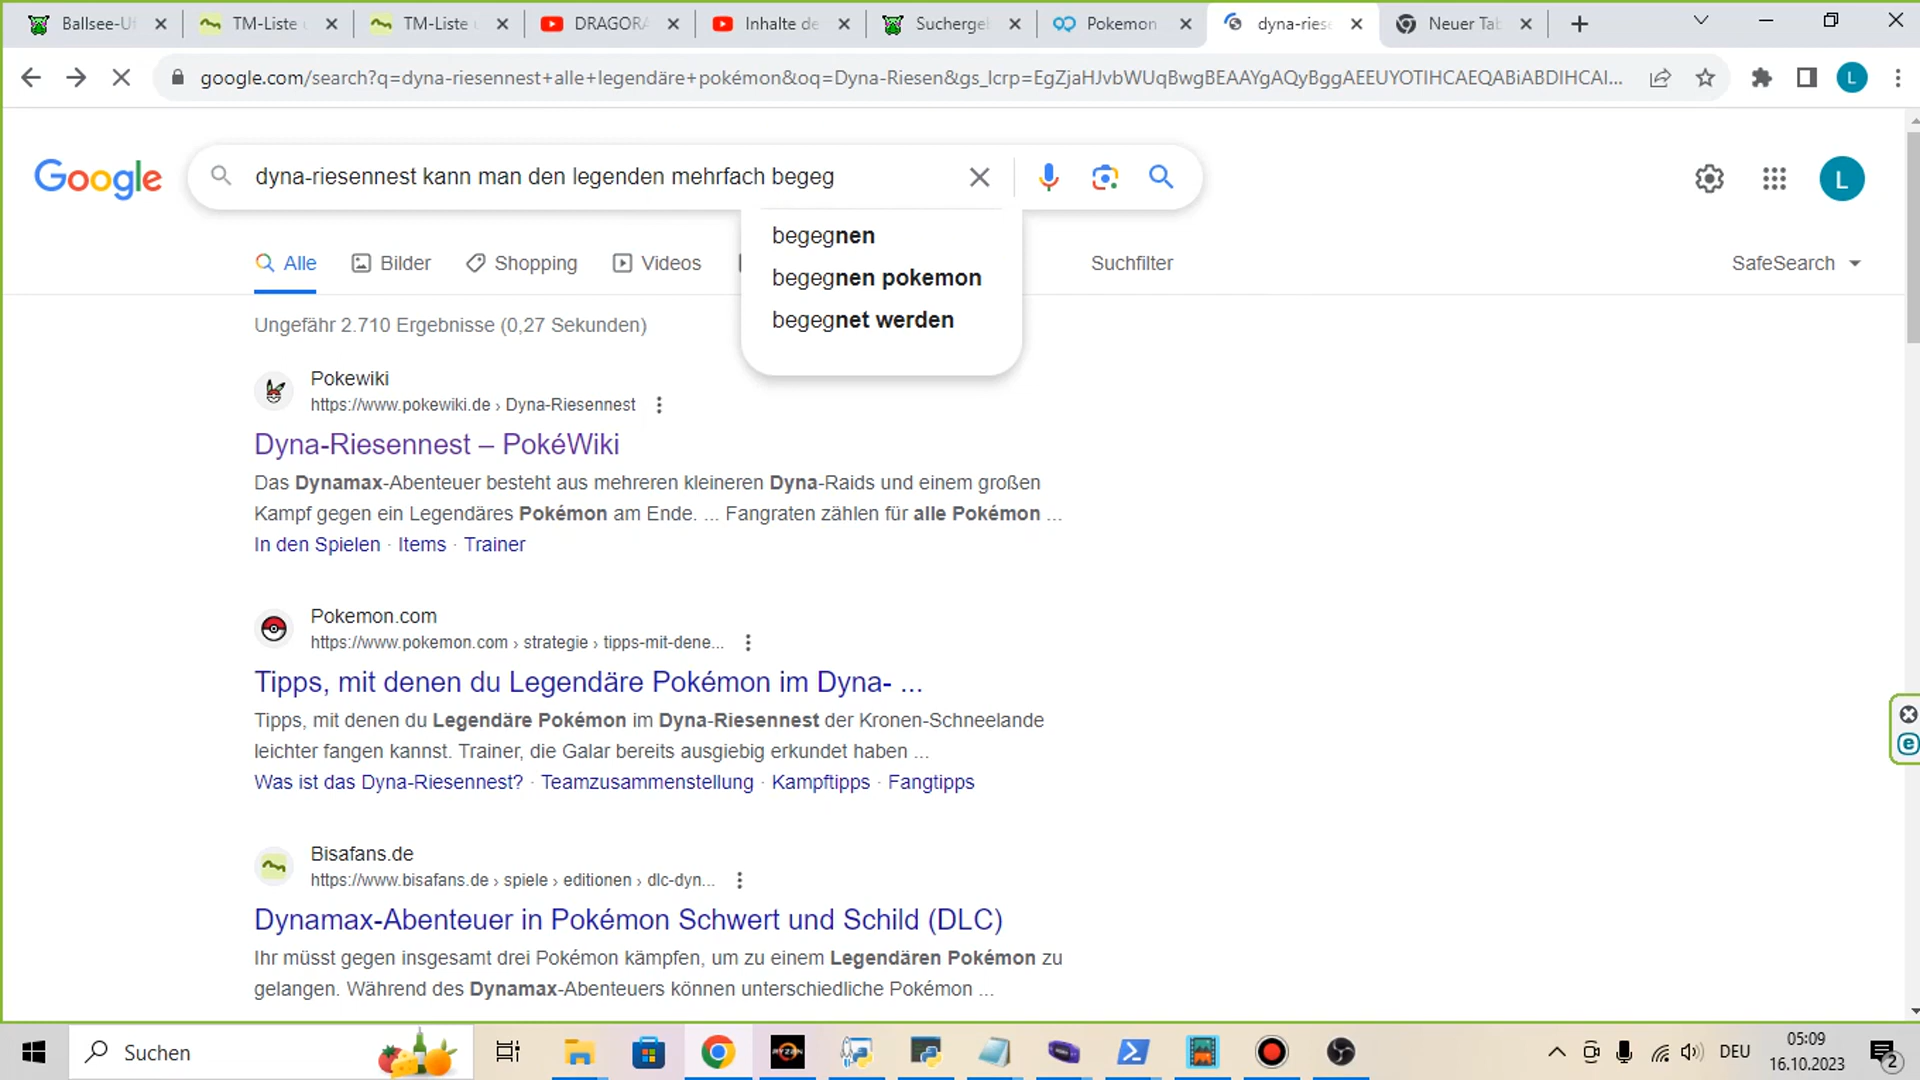 Ballsee-Uf
TM-Liste
TM-Liste
DRAGORA
Inhalte de
Sucherge
Pokemon
dyna-riese
Neuer Tab
google.com/search?q=dyna-riesennest+alle+legendäre+pokémon&oq=Dyna-Riesen&gs_lcrp=EgZjaHJvbWUqBwgBEAAYgAQyBggAEEUYOTIHCAEQABiABDIHCAI...
L
Google
dyna-riesennest kann man den legenden mehrfach begeg
L
begegnen
begegnen pokemon
begegnet werden
Alle
Bilder
Shopping
Videos
Suchfilter
SafeSearch
Ungefähr 2.710 Ergebnisse (0,27 Sekunden)
Pokewiki
https://www.pokewiki.de › Dyna-Riesennest
Dyna-Riesennest – PokéWiki
Das Dynamax-Abenteuer besteht aus mehreren kleineren Dyna-Raids und einem großen
Kampf gegen ein Legendäres Pokémon am Ende. ... Fangraten zählen für alle Pokémon ...
In den Spielen · Items · Trainer
Pokemon.com
https://www.pokemon.com › strategie › tipps-mit-dene...
Tipps, mit denen du Legendäre Pokémon im Dyna- ...
Tipps, mit denen du Legendäre Pokémon im Dyna-Riesennest der Kronen-Schneelande
leichter fangen kannst. Trainer, die Galar bereits ausgiebig erkundet haben ...
Was ist das Dyna-Riesennest? · Teamzusammenstellung · Kampftipps · Fangtipps
Bisafans.de
https://www.bisafans.de › spiele › editionen › dlc-dyn...
Dynamax-Abenteuer in Pokémon Schwert und Schild (DLC)
Ihr müsst gegen insgesamt drei Pokémon kämpfen, um zu einem Legendären Pokémon zu
gelangen. Während des Dynamax-Abenteuers können unterschiedliche Pokémon ...
Suchen
RYZEN
DEU
05:09
16.10.2023
2